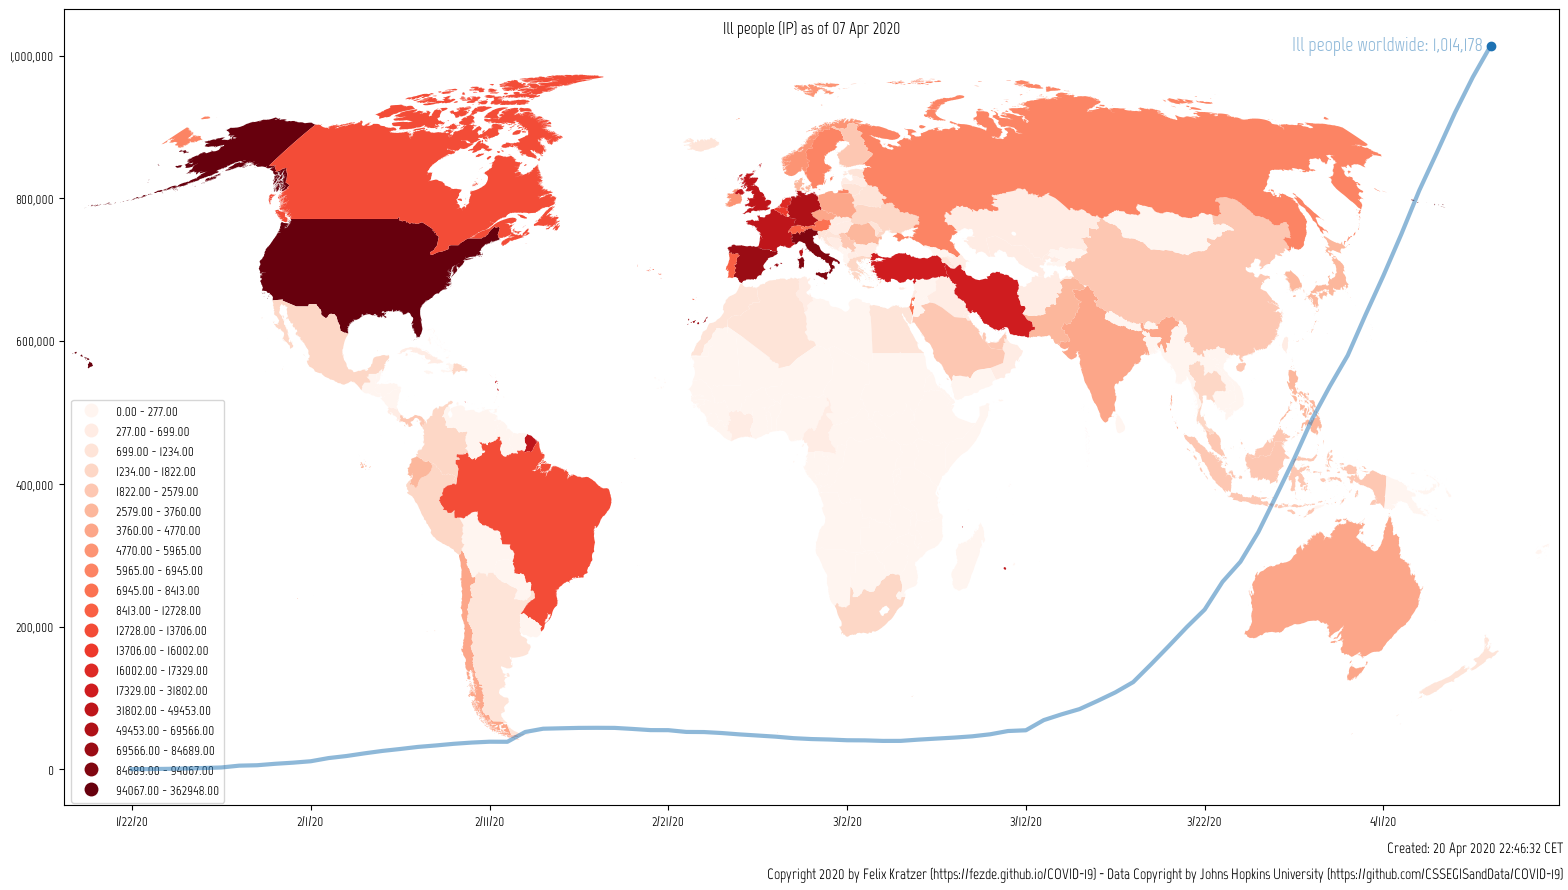 Ill people (IP) as of 07 Apr 2020
Ill people worldwide: 1,014,178
1,000,000
800,000
600,000
400,000
200,000
0
0.00 - 277.00
277.00 - 699.00
699.00 - 1234.00
1234.00 - 1822.00
1822.00 - 2579.00
2579.00 - 3760.00
3760.00 - 4770.00
4770.00 - 5965.00
5965.00 - 6945.00
6945.00 - 8413.00
8413.00 - 12728.00
12728.00 - 13706.00
13706.00 - 16002.00
16002.00 - 17329.00
17329.00 - 31802.00
31802.00 - 49453.00
49453.00 - 69566.00
69566.00 - 84689.00
84689.00 - 94067.00
94067.00 - 362948.00
1/22/20 2/1/20 2/11/20 2/21/20 3/2/20 3/12/20 3/22/20 4/1/20
Created: 20 Apr 2020 22:46:32 CET
Copyright 2020 by Felix Kratzer (https://fezde.github.io/COVID-19) - Data Copyright by Johns Hopkins University (https://github.com/CSSEGISandData/COVID-19)